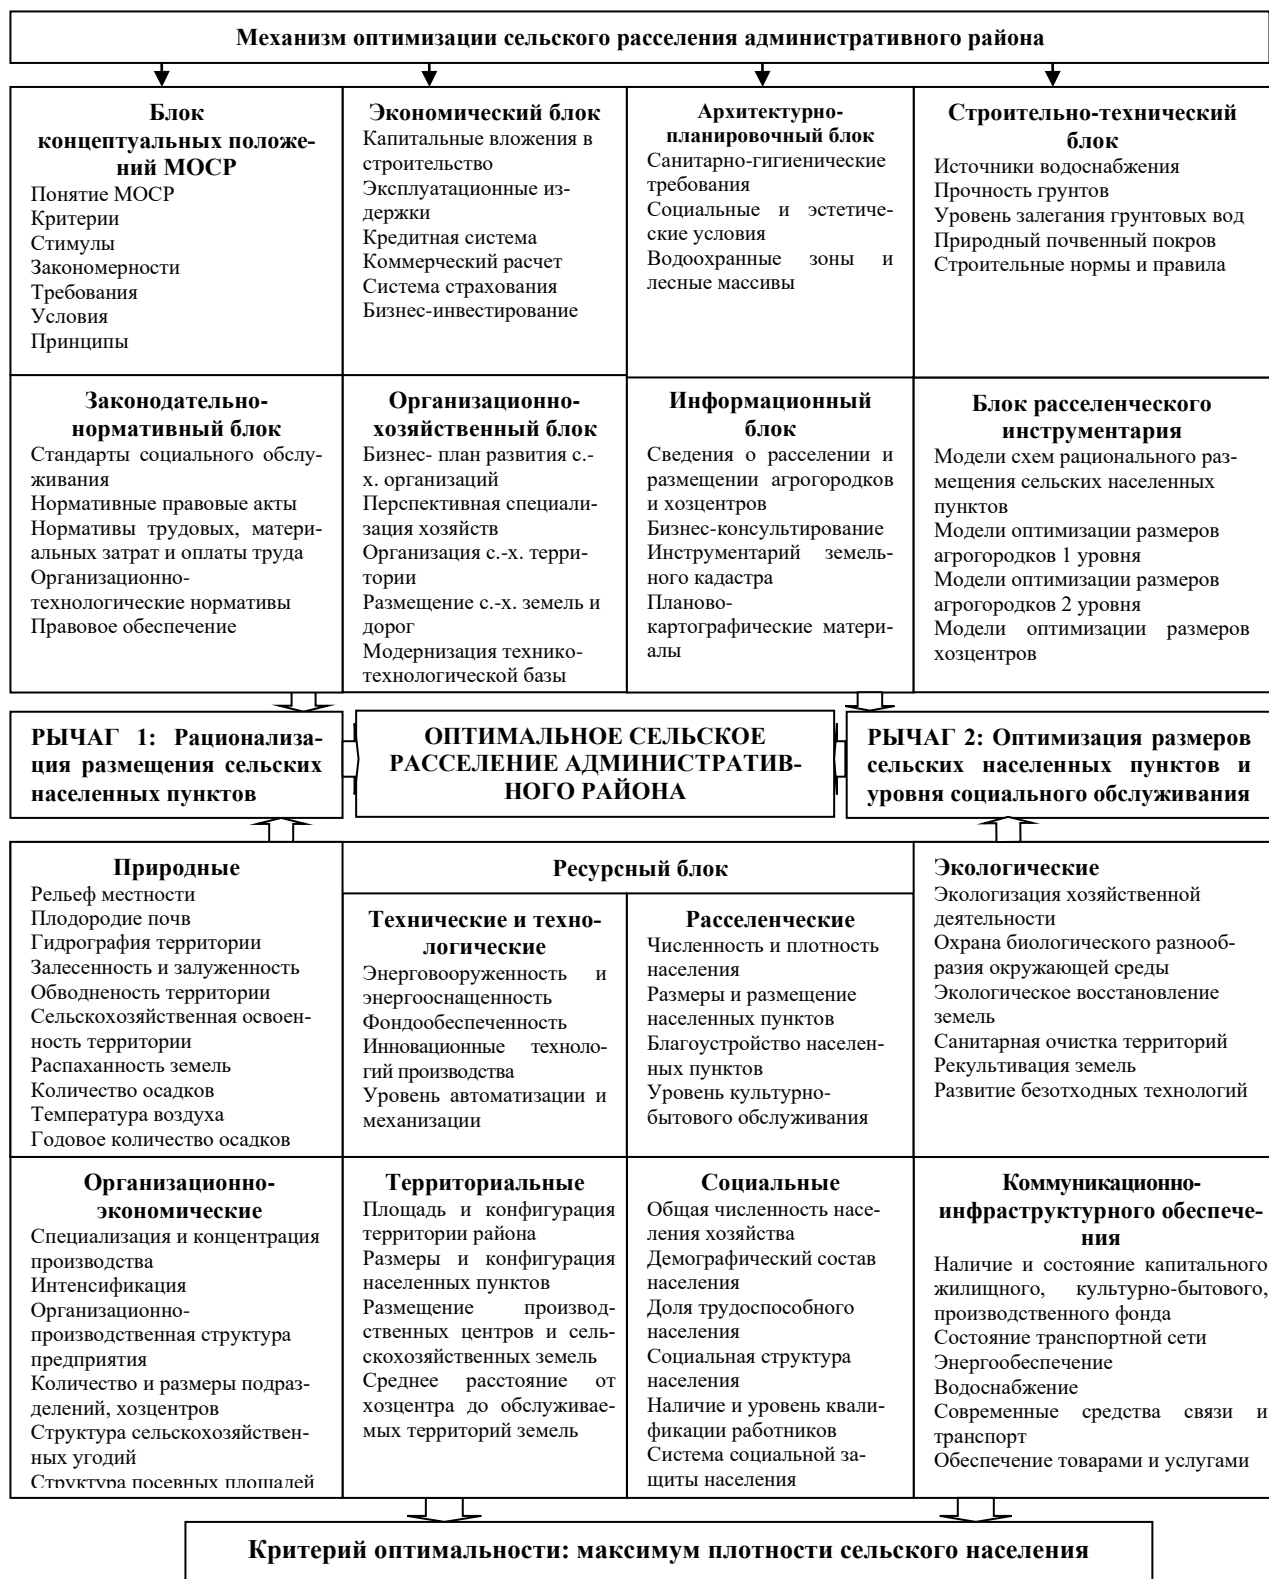 Механизм оптимизации сельского расселения административного района
Блок
концептуальных положе-
ний МОСР
Понятие МОСР
Критерии
Стимулы
Закономерности
Требования
Условия
Принципы
Экономический блок
Капитальные вложения в
строительство
Эксплуатационные из-
держки
Кредитная система
Коммерческий расчет
Система страхования
Бизнес-инвестирование
Архитектурно-
планировочный блок
Санитарно-гигиенические
требования
Социальные и эстетиче-
ские условия
Водоохранные зоны и
лесные массивы
Строительно-технический
блок
Источники водоснабжения
Прочность грунтов
Уровень залегания грунтовых вод
Природный почвенный покров
Строительные нормы и правила
Законодательно-
нормативный блок
Стандарты социального обслу-
живания
Нормативные правовые акты
Нормативы трудовых, матери-
альных затрат и оплаты труда
Организационно-
технологические нормативы
Правовое обеспечение
Организационно-
хозяйственный блок
Бизнес- план развития с.-
х. организаций
Перспективная специали-
зация хозяйств
Организация с.-х. терри-
тории
Размещение с.-х. земель и
дорог
Модернизация технико-
технологической базы
Информационный
блок
Сведения о расселении и
размещении агрогородков
и хозцентров
Бизнес-консультирование
Инструментарий земель-
ного кадастра
Планово-
картографические матери-
алы
Блок расселенческого
инструментария
Модели схем рационального раз-
мещения сельских населенных
пунктов
Модели оптимизации размеров
агрогородков 1 уровня
Модели оптимизации размеров
агрогородков 2 уровня
Модели оптимизации размеров
хозцентров
РЫЧАГ 1: Рационализа-
ция размещения сельских
населенных пунктов
ОПТИМАЛЬНОЕ СЕЛЬСКОЕ
РАССЕЛЕНИЕ АДМИНИСТРАТИВ-
НОГО РАЙОНА
РЫЧАГ 2: Оптимизация размеров
сельских населенных пунктов и
уровня социального обслуживания
Природные
Рельеф местности
Плодородие почв
Гидрография территории
Залесенность и залуженность
Обводненость территории
Сельскохозяйственная освоен-
ность территории
Распаханность земель
Количество осадков
Температура воздуха
Годовое количество осадков
Ресурсный блок
Технические и техно-
логические
Энерговооруженность и
энергооснащенность
Фондообеспеченность
Инновационные техноло-
гий производства
Уровень автоматизации и
механизации
Расселенческие
Численность и плотность
населения
Размеры и размещение
населенных пунктов
Благоустройство населен-
ных пунктов
Уровень культурно-
бытового обслуживания
Экологические
Экологизация хозяйственной
деятельности
Охрана биологического разнооб-
разия окружающей среды
Экологическое восстановление
земель
Санитарная очистка территорий
Рекультивация земель
Развитие безотходных технологий
Организационно-
экономические
Специализация и концентрация
производства
Интенсификация
Организационно-
производственная структура
предприятия
Количество и размеры подраз-
делений, хозцентров
Структура сельскохозяйствен-
ных угодий
Структура посевных площадей
Территориальные
Площадь и конфигурация
территории района
Размеры и конфигурация
населенных пунктов
Размещение производ-
ственных центров и сель-
скохозяйственных земель
Среднее расстояние от
хозцентра до обслуживае-
мых территорий земель
Социальные
Общая численность насе-
ления хозяйства
Демографический состав
населения
Доля трудоспособного
населения
Социальная структура
населения
Наличие и уровень квали-
фикации работников
Система социальной за-
щиты населения
Коммуникационно-
инфраструктурного обеспече-
ния
Наличие и состояние капитального
жилищного, культурно-бытового,
производственного фонда
Состояние транспортной сети
Энергообеспечение
Водоснабжение
Современные средства связи и
транспорт
Обеспечение товарами и услугами
Критерий оптимальности: максимум плотности сельского населения